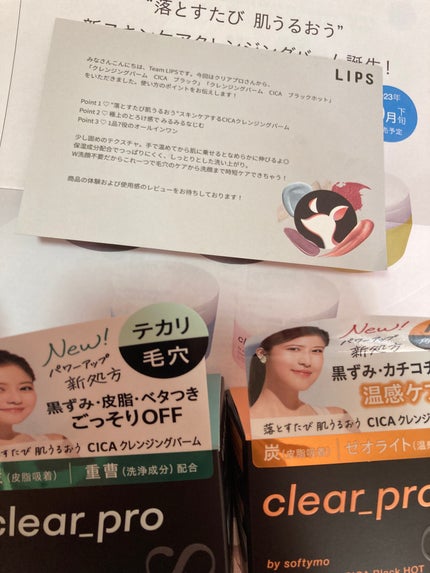 “落とすたび 肌うるおう”
誕生!
LIPS
みなさんこんにちは、Team LIPSです。今回はクリアプロさんから、
「クレンジングバーム CICA ブラック」「クレンジングバーム CICA ブラックホット」
をいただきました。使い方のポイントをお伝えします!
Point 1♡ "落とすたび肌うるおう"スキンケアするCICAクレンジングバーム
Point 2♡ 極上のとろけ感で みるみるなじむ
Point 3♡ 1品7役のオールインワン
少し固めのテクスチャ。手で温めてから肌に乗せるとなめらかに伸びるよ◎
保湿成分配合でつっぱりにくく、しっとりとした洗い上がり。
W洗顔不要だからこれ一つで毛穴のケアから洗顔まで時短ケアできちゃう!
商品の体験および使用感のレビューをお待ちしております!
23年
月 下旬
売予定
New!
パワーアップ
新処方
テカリ
毛穴
黒ずみ・皮脂・ベタつき
ごっそりOFF
すたび 肌うるおう CICA クレンジングバーム
(皮脂吸着)
重曹(洗浄成分)配合
clear_pro
New!
パワーアップ
新処方
黒ずみ・カチコチ
温感ケ
落とすたび 肌うるおう CICA クレンジングバーム
炭(皮脂吸着)
ゼオライト(温
clear_pro
by softymo
CICA Black HOT